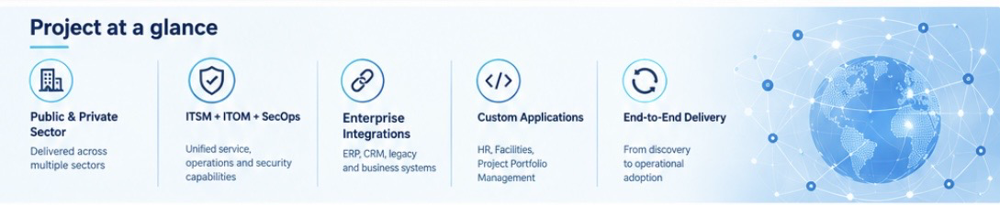 Project at a glance
Public & Private
Sector
Delivered across
multiple sectors
ITSM + ITOM + SecOps
Unified service,
operations and security
capabilities
Enterprise
Integrations
ERP, CRM, legacy
and business systems
</>
Custom Applications
HR, Facilities,
Project Portfolio
Management
End-to-End Delivery
From discovery
to operational
adoption